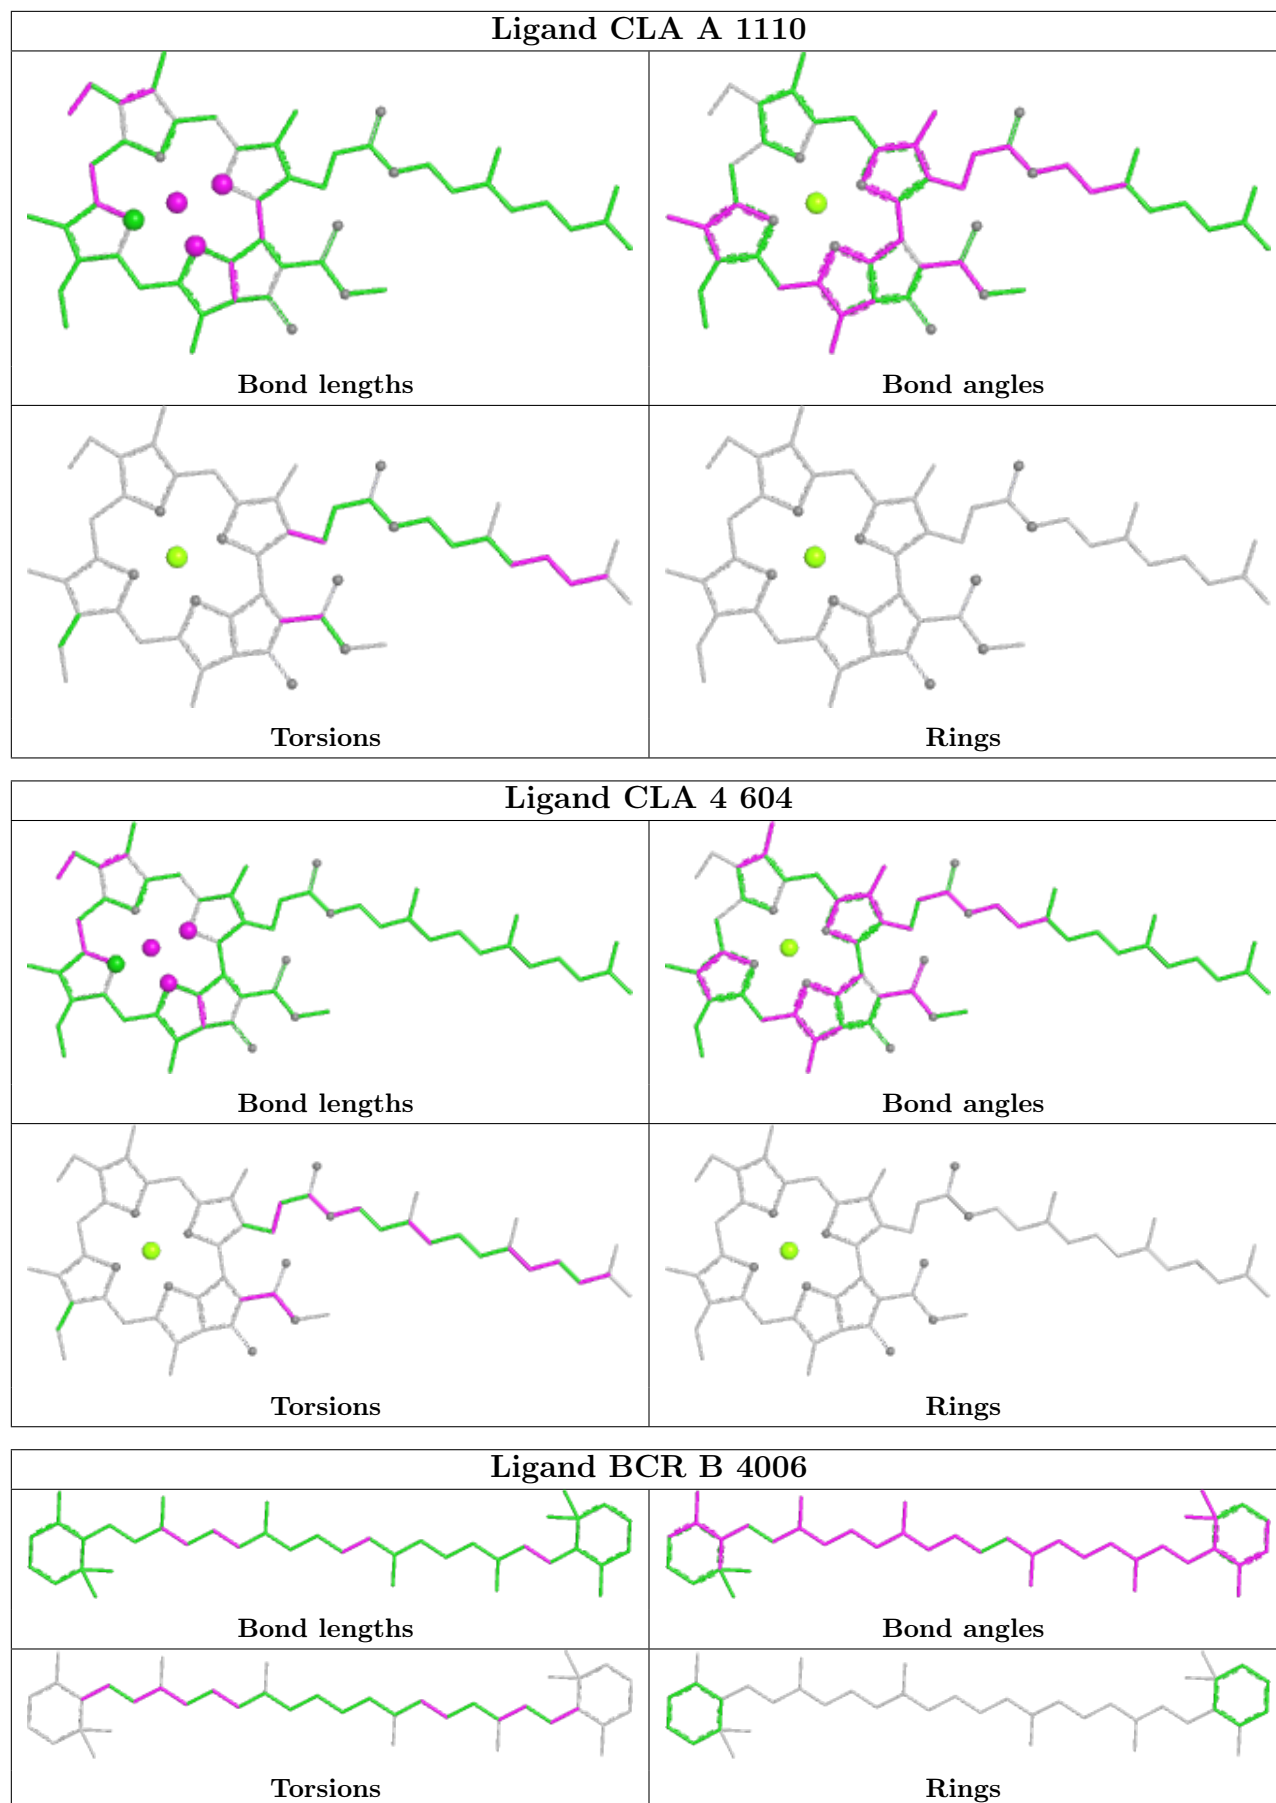 Ligand CLA A 1110
Bond lengths
Bond angles
Torsions
Rings
Ligand CLA 4 604
Bond lengths
Bond angles
Torsions
Rings
Ligand BCR B 4006
Bond lengths
Bond angles
Torsions
Rings